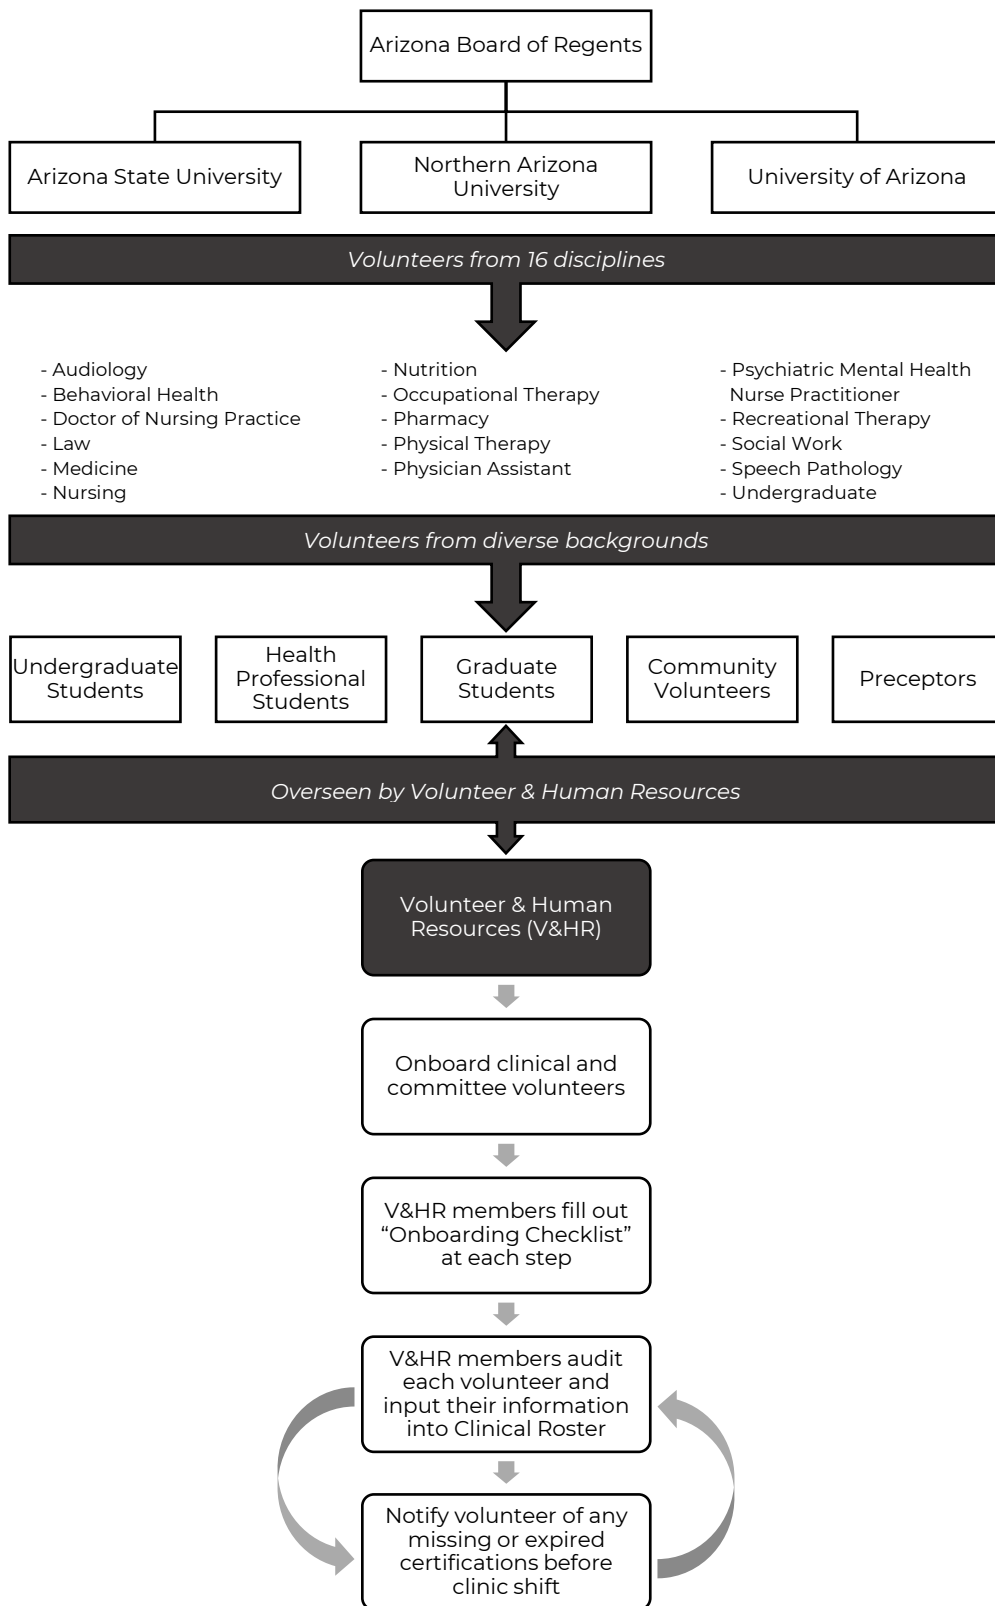 Arizona Board of Regents
Arizona State University
Northern Arizona
University
University of Arizona
Volunteers from 16 disciplines
- Audiology
- Behavioral Health
- Doctor of Nursing Practice
- Law
- Medicine
- Nursing
- Nutrition
- Occupational Therapy
- Pharmacy
- Physical Therapy
- Physician Assistant
- Psychiatric Mental Health
Nurse Practitioner
- Recreational Therapy
- Social Work
- Speech Pathology
- Undergraduate
Volunteers from diverse backgrounds
Undergraduate
Students
Health
Professional
Students
Graduate
Students
Community
Volunteers
Preceptors
Overseen by Volunteer & Human Resources
Volunteer & Human
Resources (V&HR)
Onboard clinical and
committee volunteers
V&HR members fill out
“Onboarding Checklist”
at each step
V&HR members audit
each volunteer and
input their information
into Clinical Roster
Notify volunteer of any
missing or expired
certifications before
clinic shift